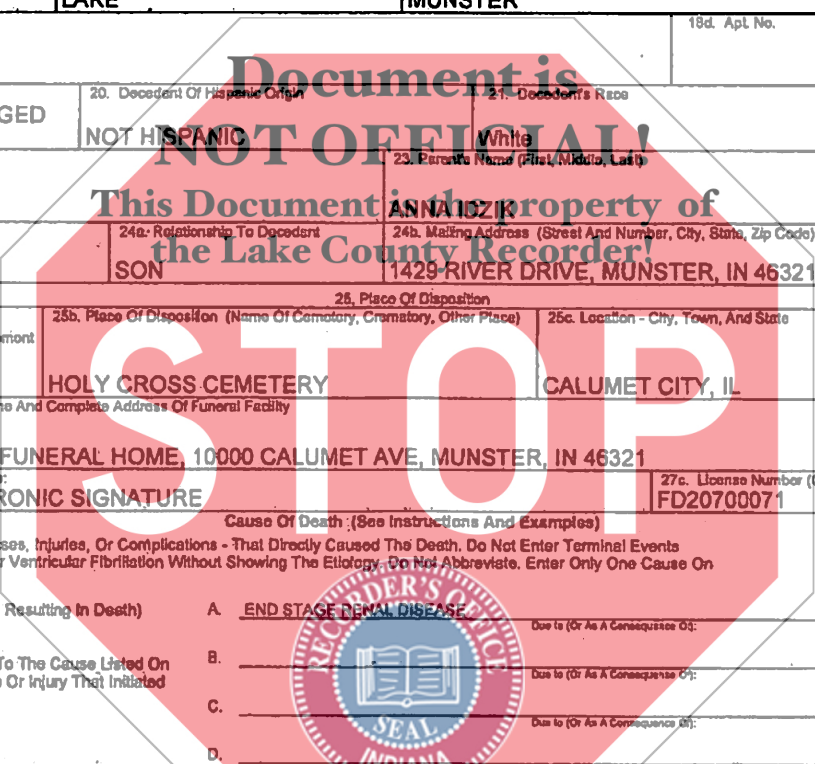 LAKE MUNSTER
18d. Apt. No.
Document is
20. Decedent Of Hispanic Origin 21. Decedent's Race
GED NOT HISPANIC White
NOT OFFICIAL!
23. Parent's Name (First, Middle, Last)
This Document is the property of
ANNA IDZIK
24a. Relationship To Decedent 24b. Mailing Address (Street And Number, City, State, Zip Code)
the Lake County Recorder!
SON 1429 RIVER DRIVE, MUNSTER, IN 46321
25. Place Of Disposition
25b. Place Of Disposition (Name Of Cemetery, Crematory, Other Place) 25c. Location - City, Town, And State
STOP
HOLY CROSS CEMETERY CALUMET CITY, IL
And Complete Address Of Funeral Facility
FUNERAL HOME, 10000 CALUMET AVE, MUNSTER, IN 46321
27c. License Number
RONIC SIGNATURE FD20700071
Cause Of Death (See Instructions And Examples)
ses, Injuries, Or Complications - That Directly Caused The Death. Do Not Enter Terminal Events
r Ventricular Fibrillation Without Showing The Etiology. Do Not Abbreviate. Enter Only One Cause On
RECORDER'S OFFICE
Resulting In Death) A. END STAGE RENAL DISEASE
Due to (Or As A Consequence Of):
To The Cause Listed On B.
Due to (Or As A Consequence Of):
Or Injury That Initiated
C.
Due to (Or As A Consequence Of):
SEAL
INDIANA
D.